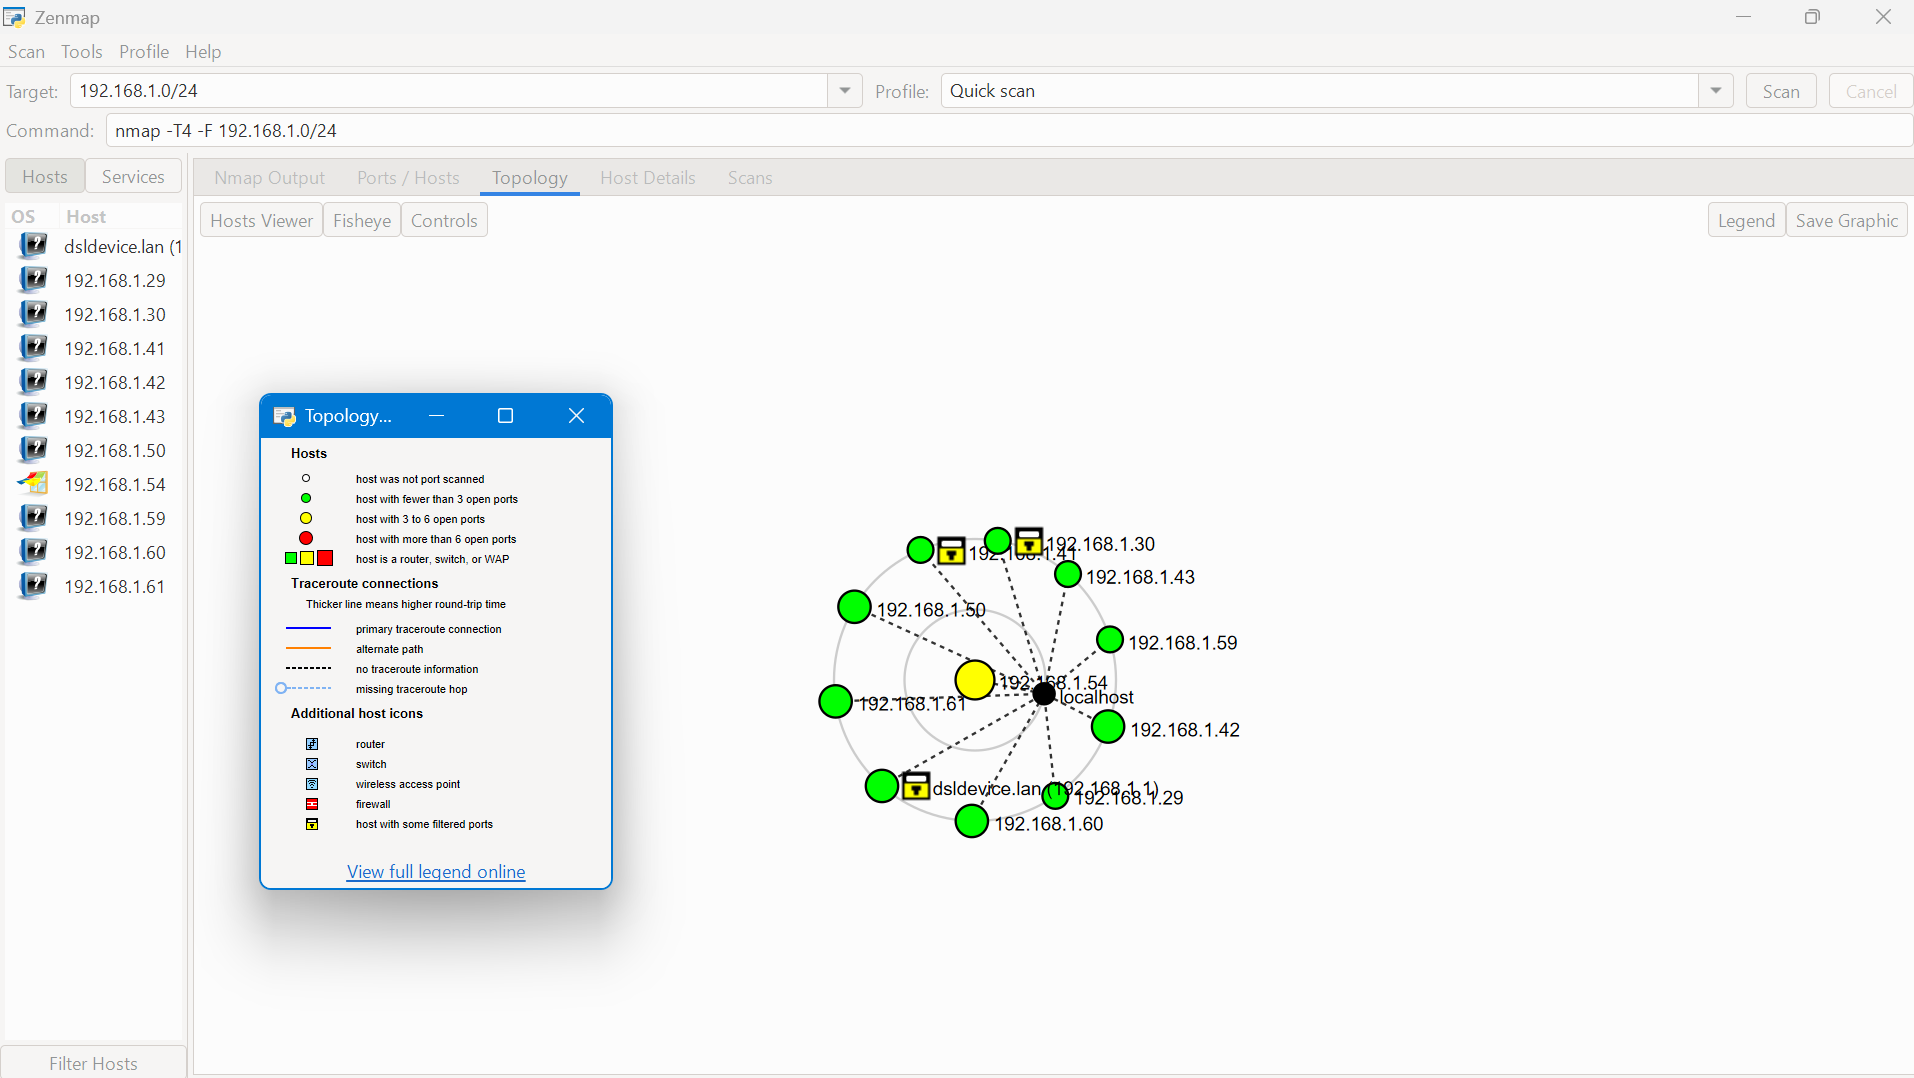 Zenmap
Scan Tools Profile Help
Target: 192.168.1.0/24 Profile: Quick scan Scan Cancel
Command: nmap -T4 -F 192.168.1.0/24
Hosts Services
Nmap Output Ports / Hosts Topology Host Details Scans
Hosts Viewer Fisheye Controls Legend Save Graphic
OS Host
dsldevice.lan (1
192.168.1.29
192.168.1.30
192.168.1.41
192.168.1.42
192.168.1.43
192.168.1.50
192.168.1.54
192.168.1.59
192.168.1.60
192.168.1.61
Filter Hosts
Topology...
Hosts
host was not port scanned
host with fewer than 3 open ports
host with 3 to 6 open ports
host with more than 6 open ports
host is a router, switch, or WAP
Traceroute connections
Thicker line means higher round-trip time
primary traceroute connection
alternate path
no traceroute information
missing traceroute hop
Additional host icons
router
switch
wireless access point
firewall
host with some filtered ports
View full legend online
192.168.1.30
192.168.1.41
192.168.1.43
192.168.1.50
192.168.1.59
192.168.1.54
localhost
192.168.1.61
192.168.1.42
dsldevice.lan (192.168.1.1)
192.168.1.29
192.168.1.60